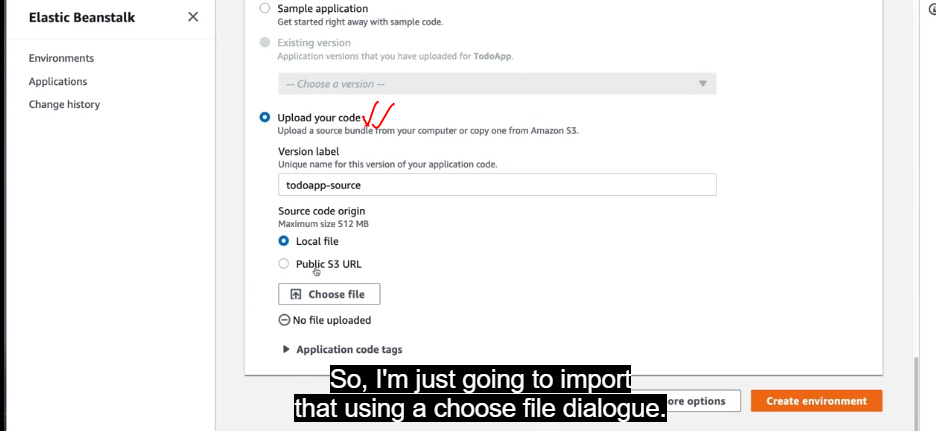 Elastic Beanstalk
Environments
Applications
Change history
Sample application
Get started right away with sample code.
Existing version
Application versions that you have uploaded for TodoApp.
-- Choose a version --
Upload your code
Upload a source bundle from your computer or copy one from Amazon S3.
Version label
Unique name for this version of your application code.
todoapp-source
Source code origin
Maximum size 512 MB
Local file
Public S3 URL
Choose file
No file uploaded
Application code tags
So, I'm just going to import
that using a choose file dialogue.
options
Create environment